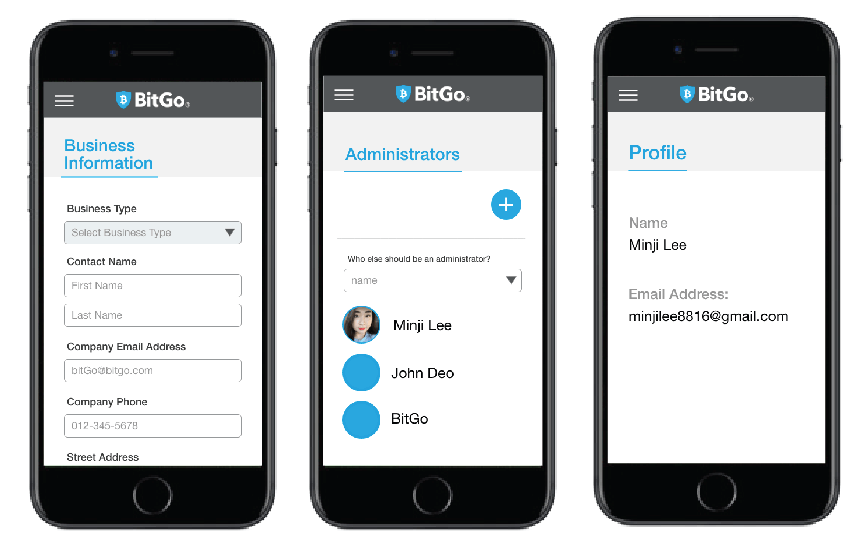 BitGo®
Business
Information
Business Type
Select Business Type
Contact Name
First Name
Last Name
Company Email Address
bitGo@bitgo.com
Company Phone
012-345-5678
Street Address
BitGo®
Administrators
+
Who else should be an administrator?
name
Minji Lee
John Deo
BitGo
BitGo®
Profile
Name
Minji Lee
Email Address:
minjilee8816@gmail.com